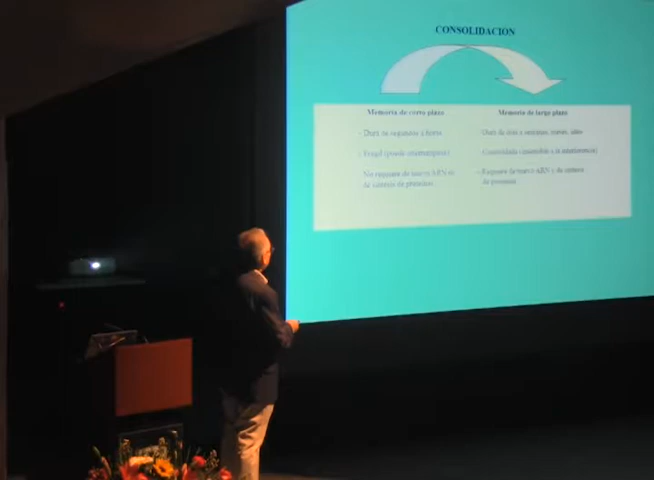 CONSOLIDACION
Memoria de corto plazo
- Dura de segundos a horas
- Frágil (puede interrumpirse)
No requiere de nuevo ARN ni
de síntesis de proteínas
Memoria de largo plazo
- Dura de días a semanas, meses, años
- Consolidada (insensible a la interferencia)
- Requiere de nuevo ARN y de síntesis
de proteínas